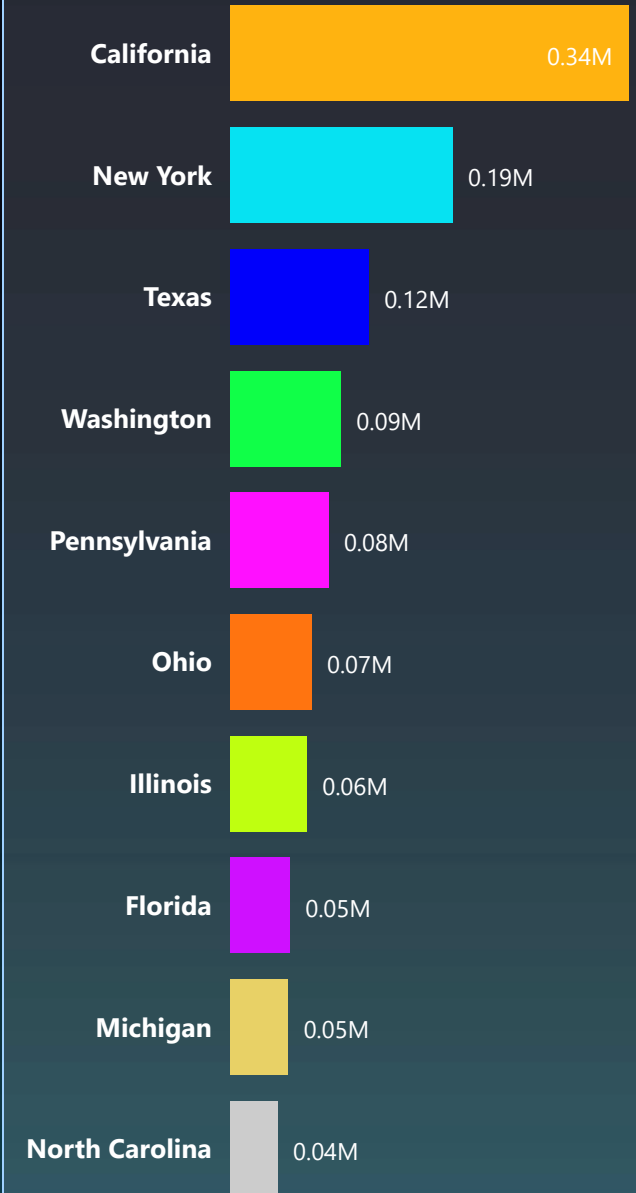 California 0.34M
New York 0.19M
Texas 0.12M
Washington 0.09M
Pennsylvania 0.08M
Ohio 0.07M
Illinois 0.06M
Florida 0.05M
Michigan 0.05M
North Carolina 0.04M